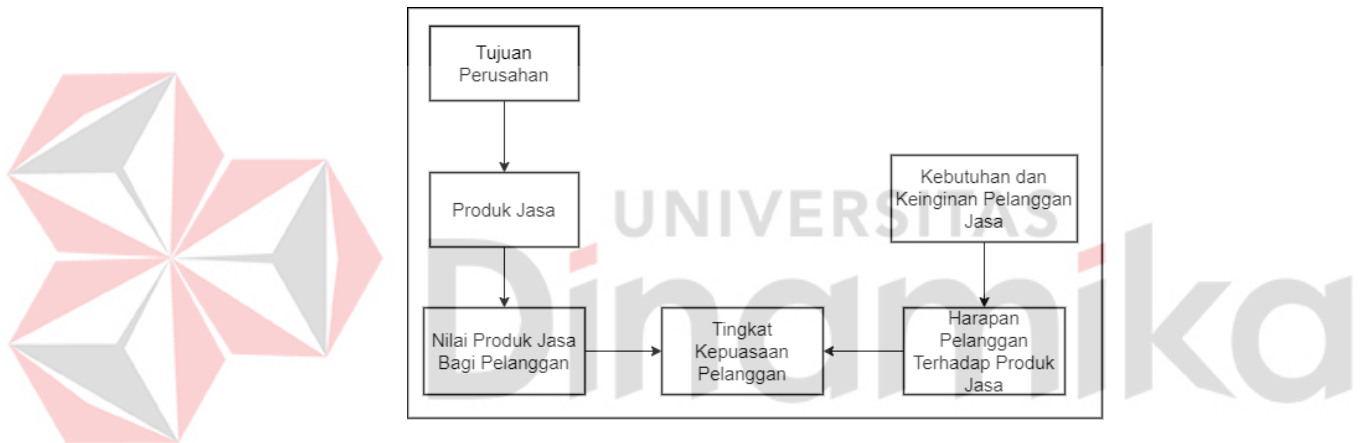 Tujuan
Perusahan
Produk Jasa
Nilai Produk Jasa
Bagi Pelanggan
Tingkat
Kepuasaan
Pelanggan
Kebutuhan dan
Keinginan Pelanggan
Jasa
Harapan
Pelanggan
Terhadap Produk
Jasa
UNIVERSITAS
Dinamika